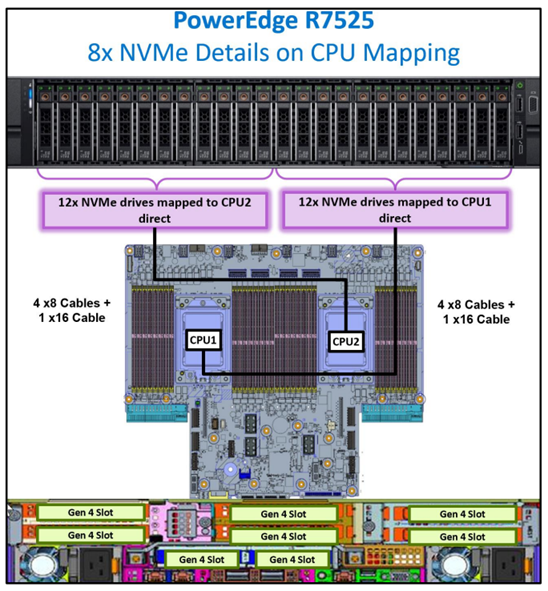 PowerEdge R7525
8x NVMe Details on CPU Mapping
12x NVMe drives mapped to CPU2
direct
12x NVMe drives mapped to CPU1
direct
4 x8 Cables +
1 x16 Cable
4 x8 Cables +
1 x16 Cable
CPU1
CPU2
Gen 4 Slot
Gen 4 Slot
Gen 4 Slot
Gen 4 Slot
Gen 4 Slot
Gen 4 Slot
Gen 4 Slot
Gen 4 Slot